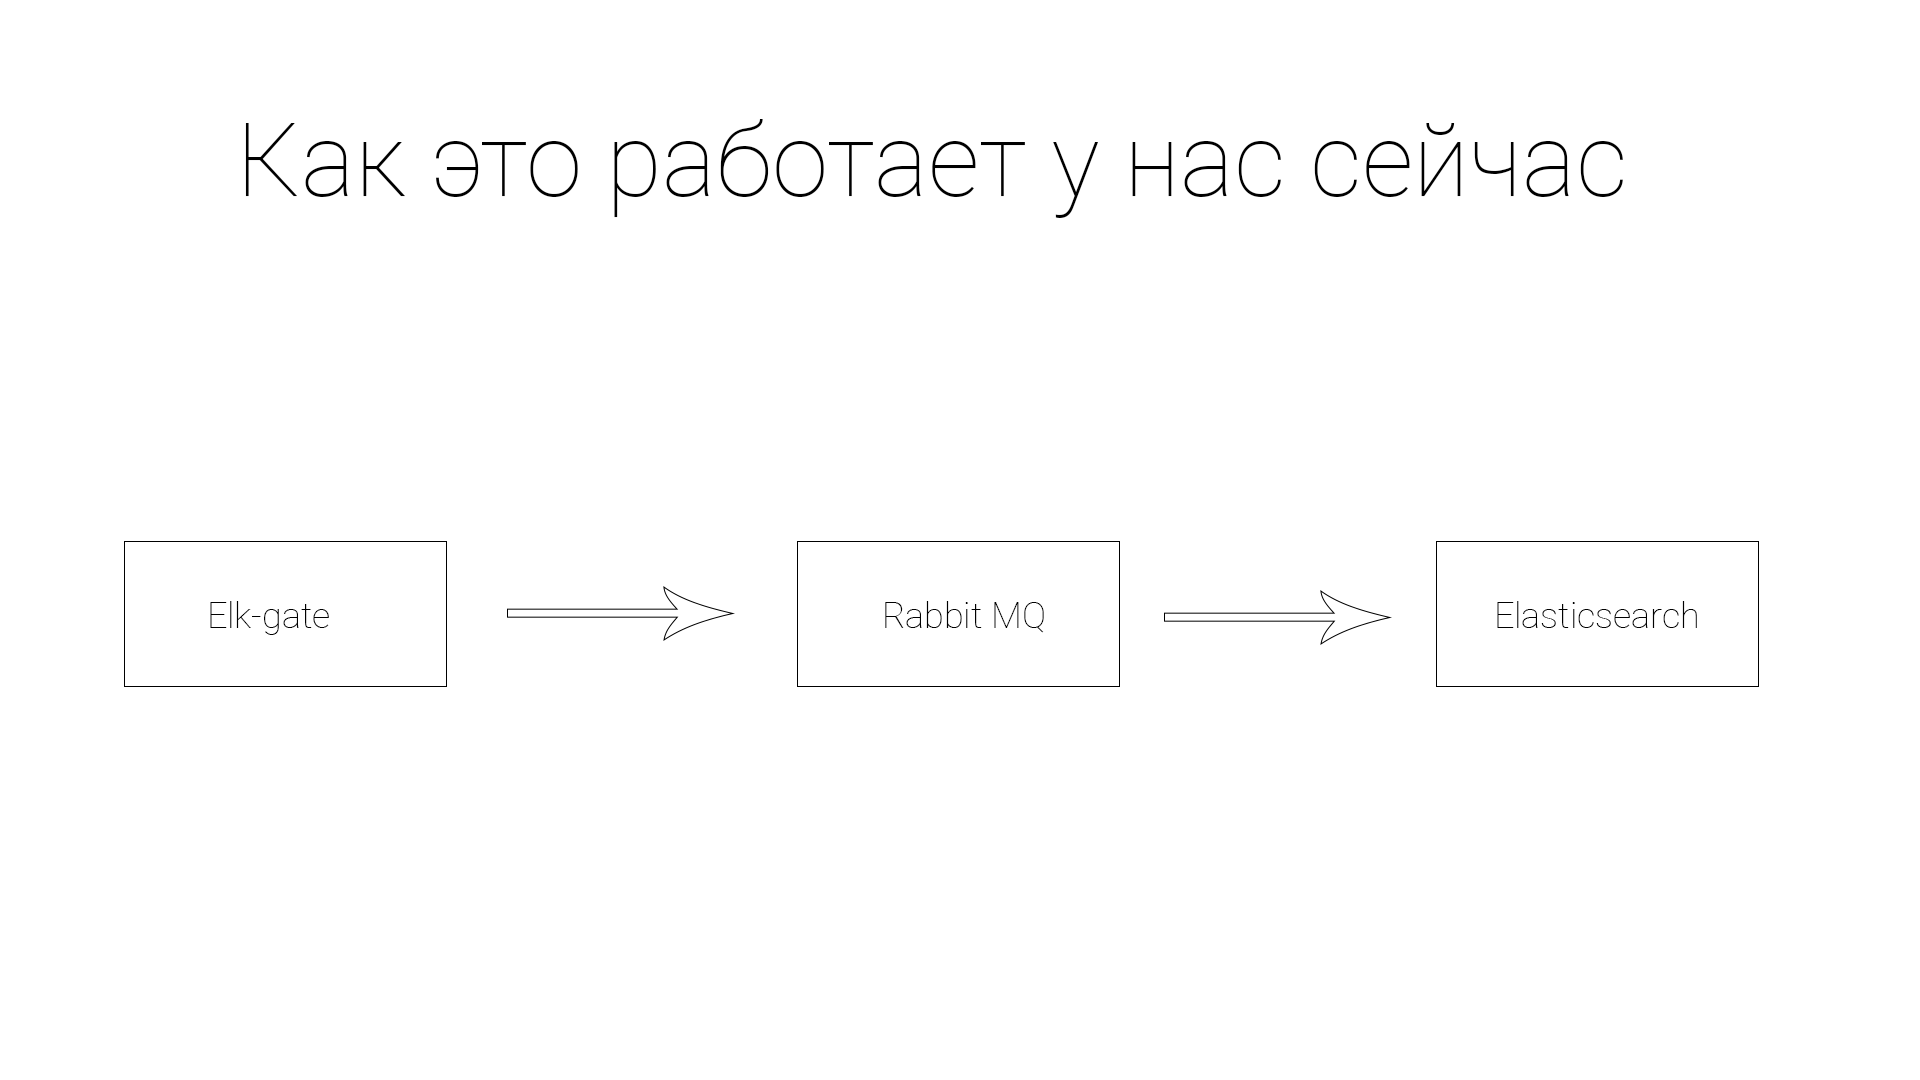 Как это работает у нас сейчас
Elk-gate
Rabbit MQ
Elasticsearch